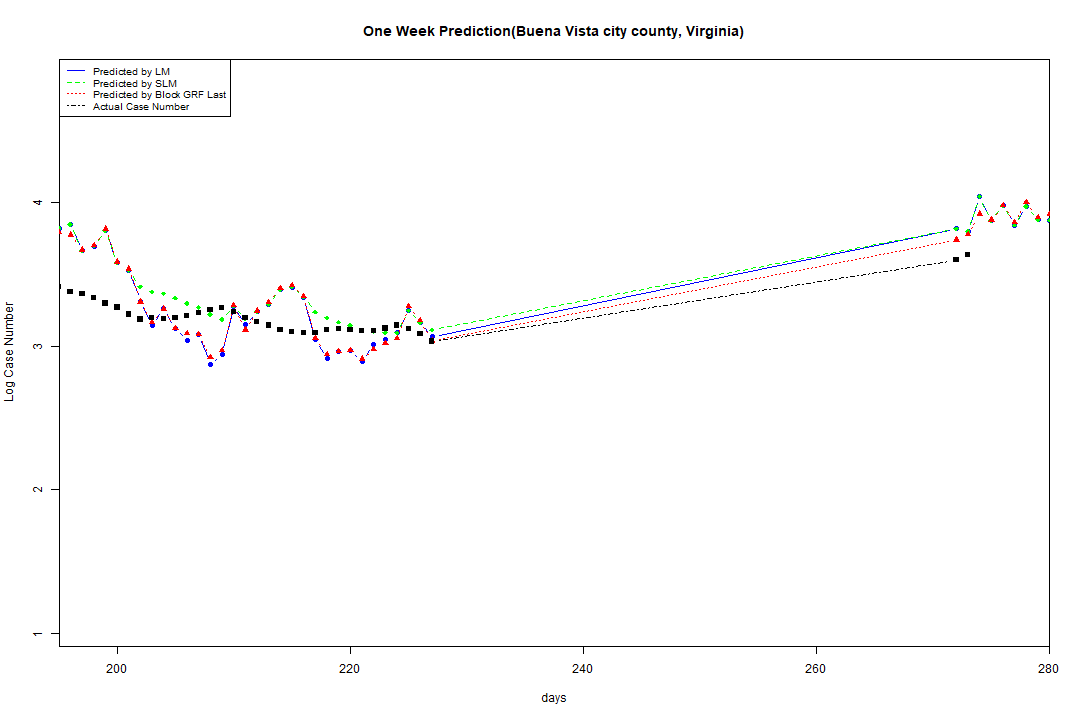 One Week Prediction(Buena Vista city county, Virginia)
Predicted by LM
Predicted by SLM
Predicted by Block GRF Last
Actual Case Number
4
3
2
1
Log Case Number
200 220 240 260 280
days